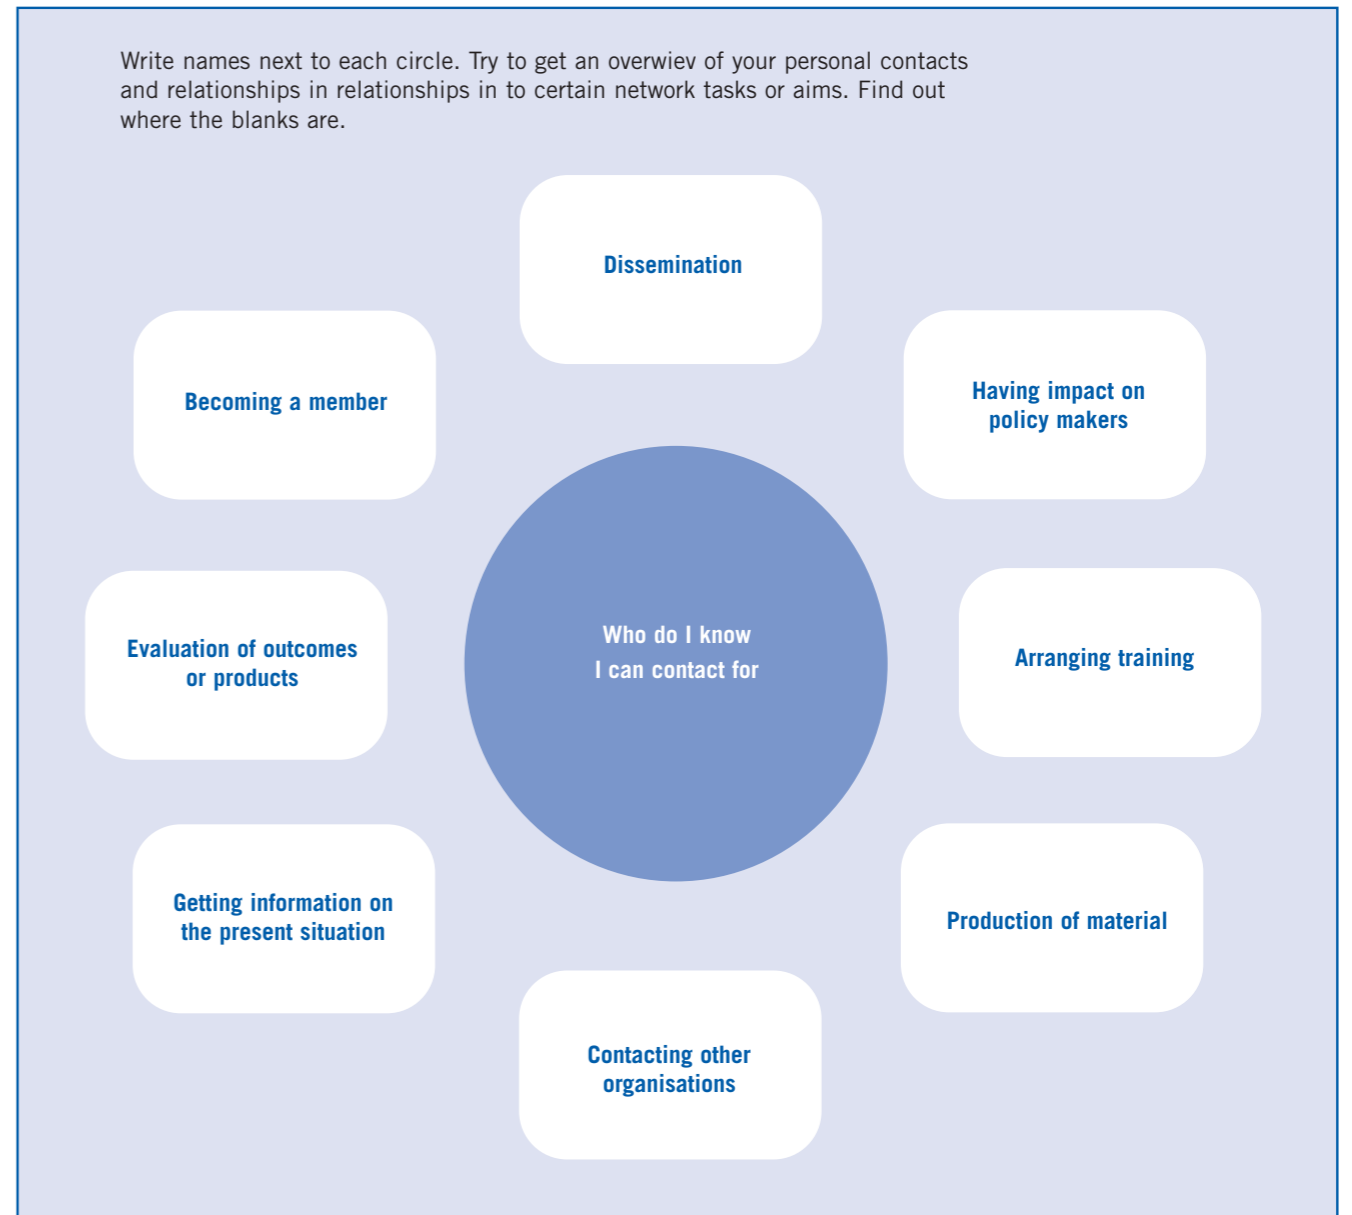 Write names next to each circle. Try to get an overwiev of your personal contacts
and relationships in relationships in to certain network tasks or aims. Find out
where the blanks are.
Dissemination
Becoming a member
Having impact on
policy makers
Who do I know
I can contact for
Evaluation of outcomes
or products
Arranging training
Getting information on
the present situation
Production of material
Contacting other
organisations